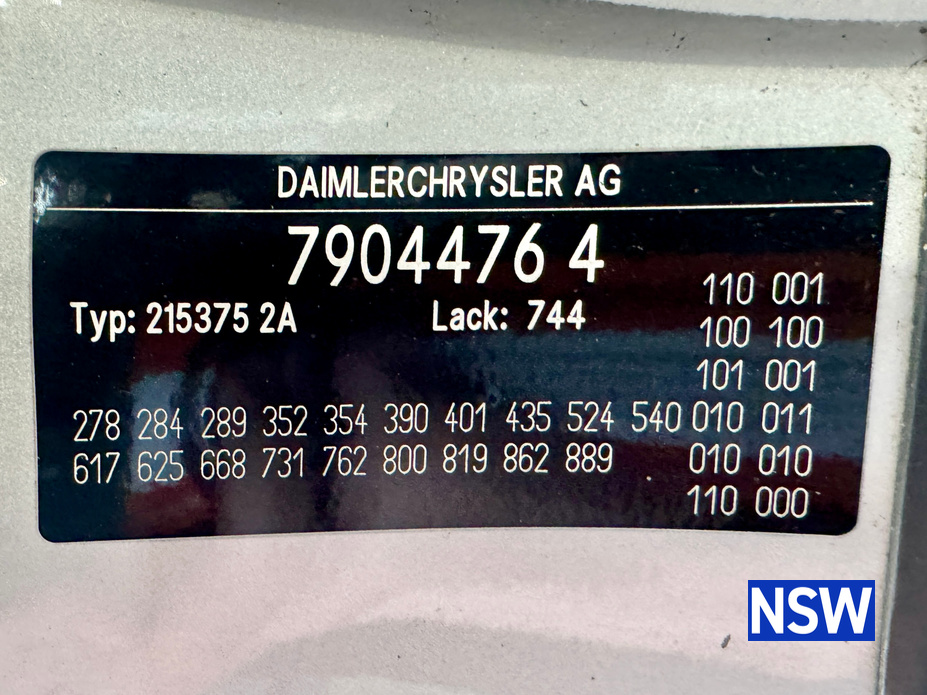 DAIMLERCHRYSLER AG
7904476 4
Typ: 215375 2A Lack: 744
110 001
100 100
101 001
278 284 289 352 354 390 401 435 524 540 010 011
617 625 668 731 762 800 819 862 889 010 010
110 000
NSW